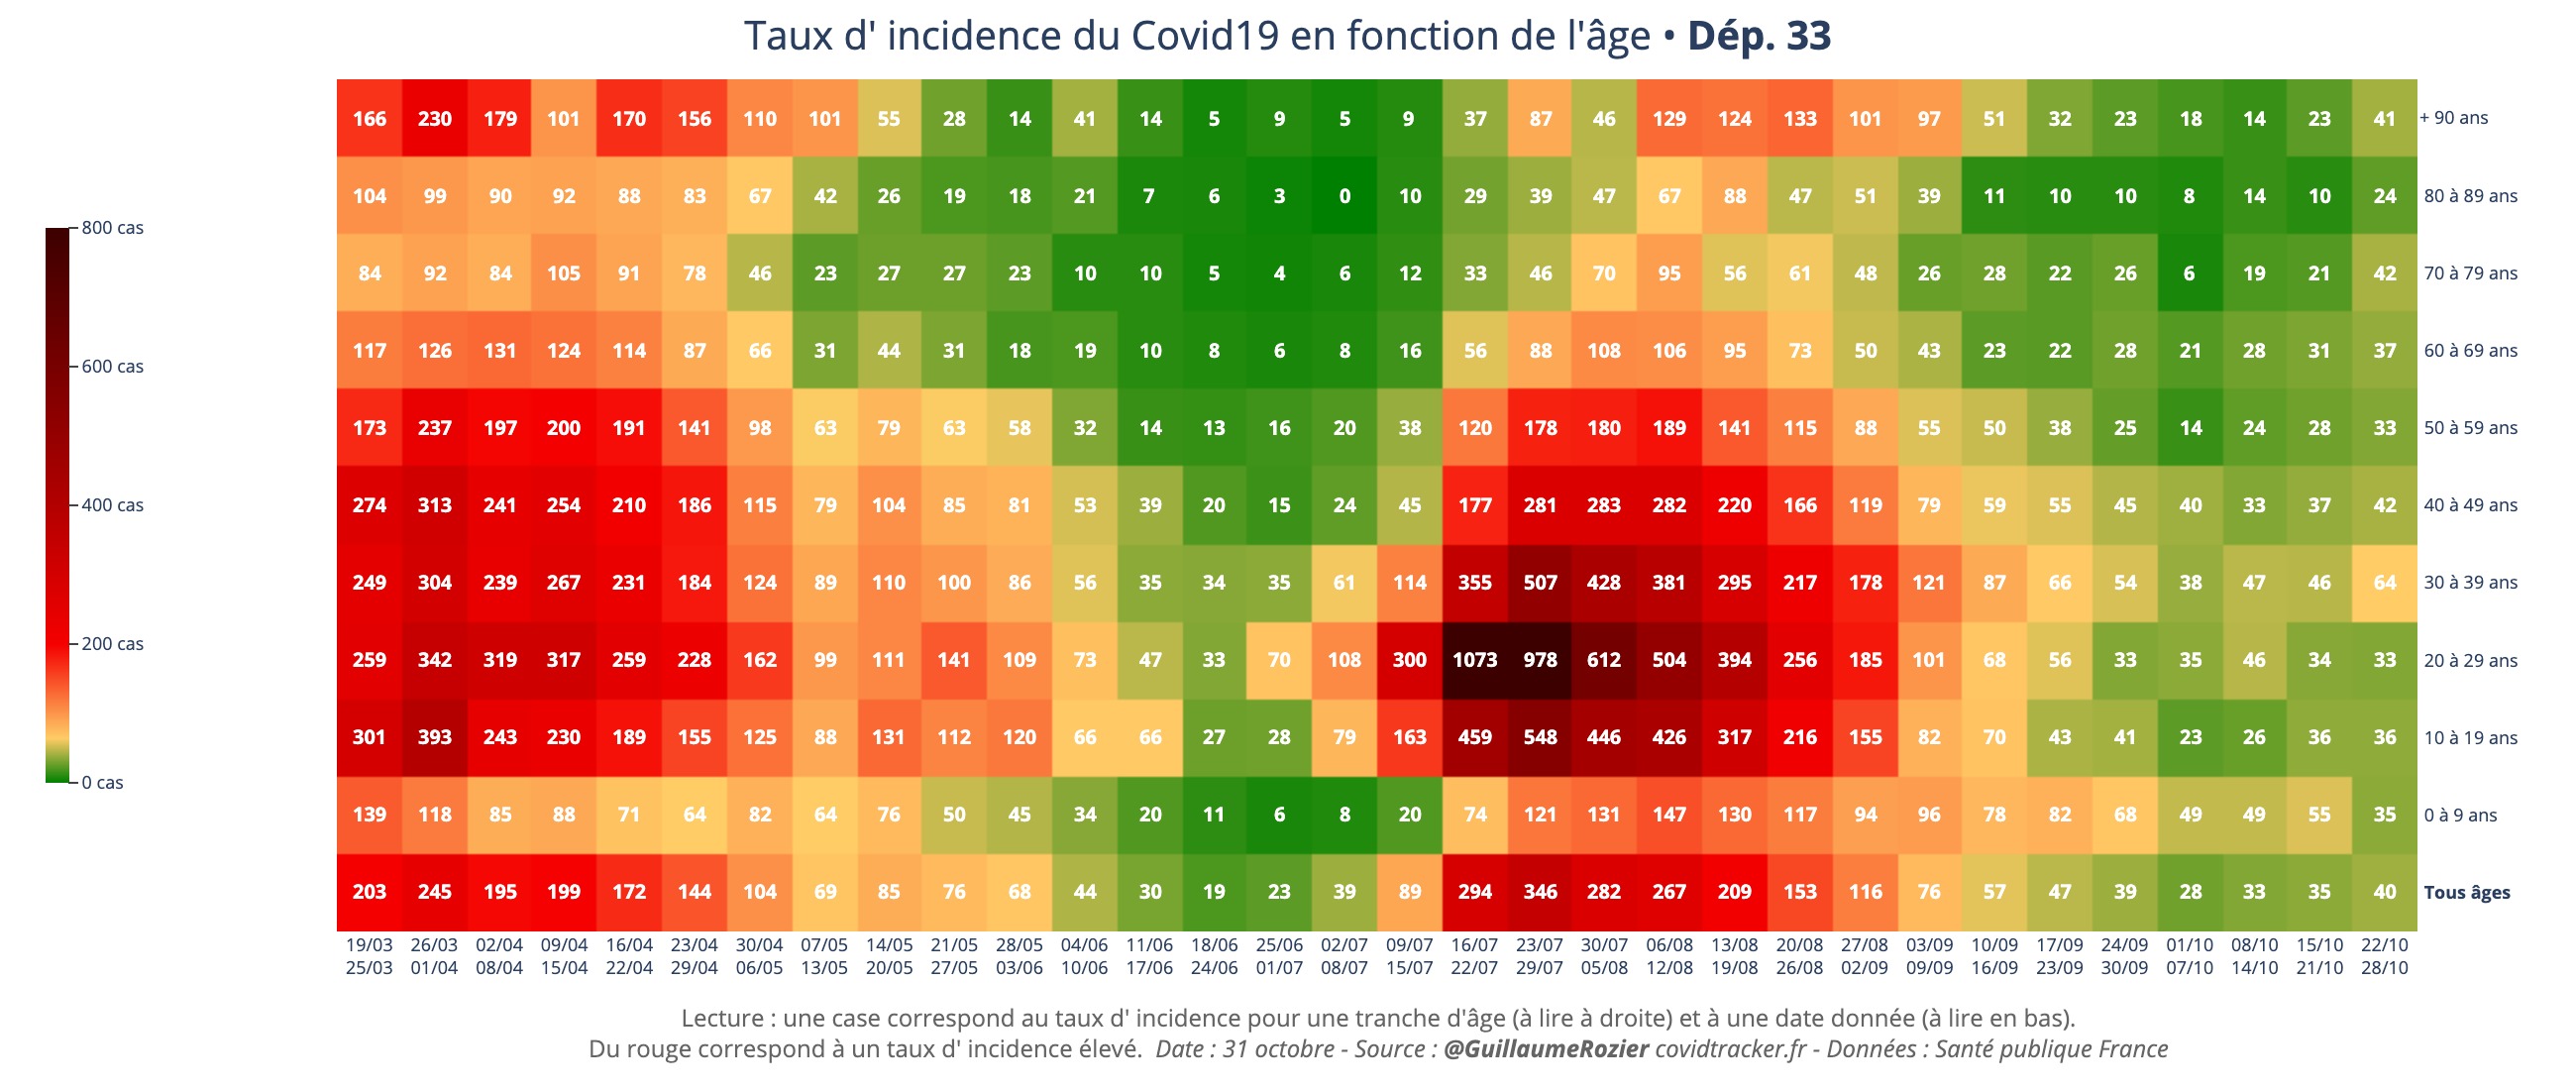 Taux d' incidence du Covid19 en fonction de l'âge • Dép. 33
166 230 179 101 170 156 110 101 55 28 14 41 14 5 9 5 9 37 87 46 129 124 133 101 97 51 32 23 18 14 23 41 + 90 ans
104 99 90 92 88 83 67 42 26 19 18 21 7 6 3 0 10 29 39 47 67 88 47 51 39 11 10 10 8 14 10 24 80 à 89 ans
800 cas
84 92 84 105 91 78 46 23 27 27 23 10 10 5 4 6 12 33 46 70 95 56 61 48 26 28 22 26 6 19 21 42 70 à 79 ans
117 126 131 124 114 87 66 31 44 31 18 19 10 8 6 8 16 56 88 108 106 95 73 50 43 23 22 28 21 28 31 37 60 à 69 ans
600 cas
173 237 197 200 191 141 98 63 79 63 58 32 14 13 16 20 38 120 178 180 189 141 115 88 55 50 38 25 14 24 28 33 50 à 59 ans
400 cas
274 313 241 254 210 186 115 79 104 85 81 53 39 20 15 24 45 177 281 283 282 220 166 119 79 59 55 45 40 33 37 42 40 à 49 ans
249 304 239 267 231 184 124 89 110 100 86 56 35 34 35 61 114 355 507 428 381 295 217 178 121 87 66 54 38 47 46 64 30 à 39 ans
200 cas
259 342 319 317 259 228 162 99 111 141 109 73 47 33 70 108 300 1073 978 612 504 394 256 185 101 68 56 33 35 46 34 33 20 à 29 ans
301 393 243 230 189 155 125 88 131 112 120 66 66 27 28 79 163 459 548 446 426 317 216 155 82 70 43 41 23 26 36 36 10 à 19 ans
0 cas
139 118 85 88 71 64 82 64 76 50 45 34 20 11 6 8 20 74 121 131 147 130 117 94 96 78 82 68 49 49 55 35 0 à 9 ans
203 245 195 199 172 144 104 69 85 76 68 44 30 19 23 39 89 294 346 282 267 209 153 116 76 57 47 39 28 33 35 40 Tous âges
19/03 26/03 02/04 09/04 16/04 23/04 30/04 07/05 14/05 21/05 28/05 04/06 11/06 18/06 25/06 02/07 09/07 16/07 23/07 30/07 06/08 13/08 20/08 27/08 03/09 10/09 17/09 24/09 01/10 08/10 15/10 22/10
25/03 01/04 08/04 15/04 22/04 29/04 06/05 13/05 20/05 27/05 03/06 10/06 17/06 24/06 01/07 08/07 15/07 22/07 29/07 05/08 12/08 19/08 26/08 02/09 09/09 16/09 23/09 30/09 07/10 14/10 21/10 28/10
Lecture : une case correspond au taux d' incidence pour une tranche d'âge (à lire à droite) et à une date donnée (à lire en bas).
Du rouge correspond à un taux d' incidence élevé. Date : 31 octobre - Source : @GuillaumeRozier covidtracker.fr - Données : Santé publique France